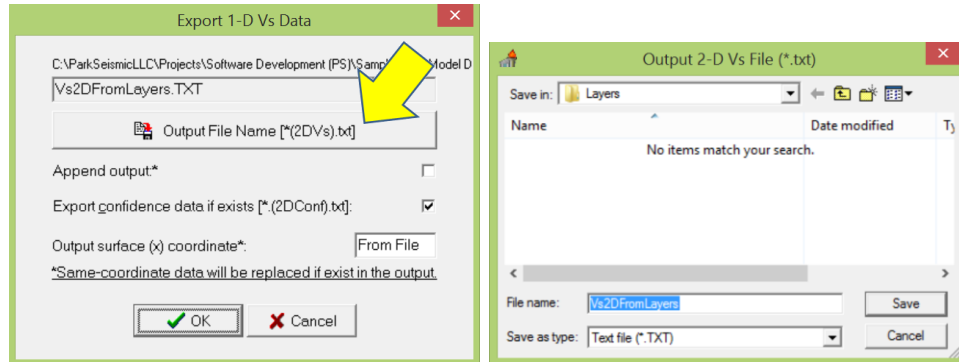 Export 1-D Vs Data
C:\ParkSeismicLLC\Projects\Software Development (PS)\Samp Model D
Vs2DFromLayers.TXT
Output File Name [*(2DVs).txt]
Append output:*
Export confidence data if exists [*.(2DConf).txt]:
Output surface (x) coordinate*:
From File
*Same-coordinate data will be replaced if exist in the output.
OK
Cancel
Output 2-D Vs File (*.txt)
Save in:
Layers
Name
Date modified
No items match your search.
File name:
Vs2DFromLayers
Save
Save as type:
Text file (*.TXT)
Cancel